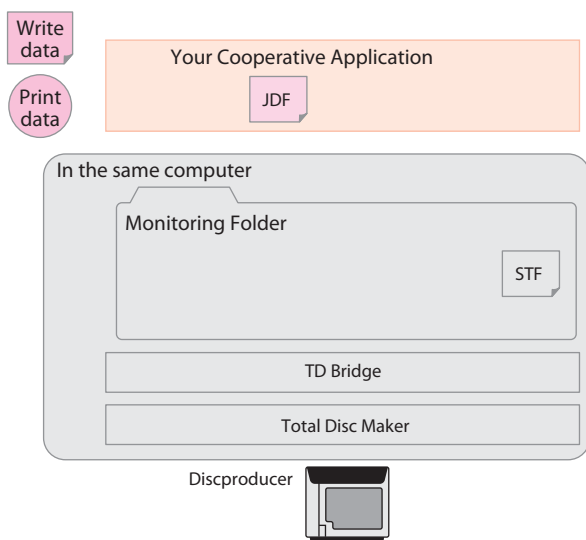 Write
data
Your Cooperative Application
Print
data
JDF
In the same computer
Monitoring Folder
STF
TD Bridge
Total Disc Maker
Discproducer